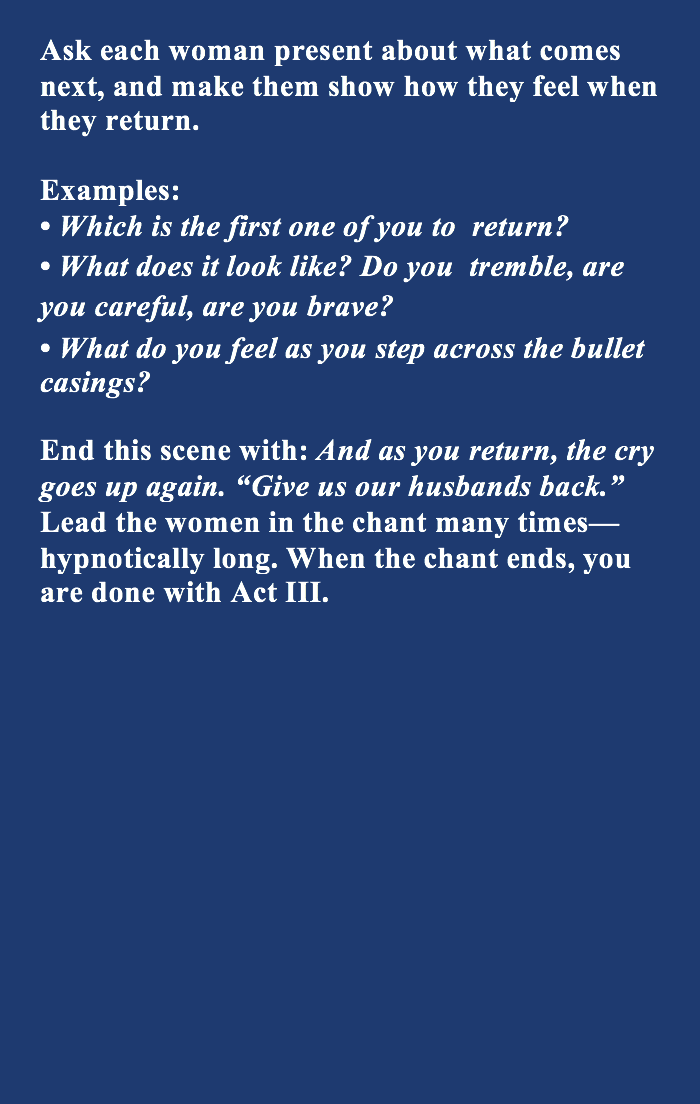 Ask each woman present about what comes
next, and make them show how they feel when
they return.
Examples:
• Which is the first one of you to  return?
• What does it look like? Do you  tremble, are
you careful, are you brave?
• What do you feel as you step across the bullet
casings?
End this scene with: And as you return, the cry
goes up again. “Give us our husbands back.”
Lead the women in the chant many times—
hypnotically long. When the chant ends, you
are done with Act III.